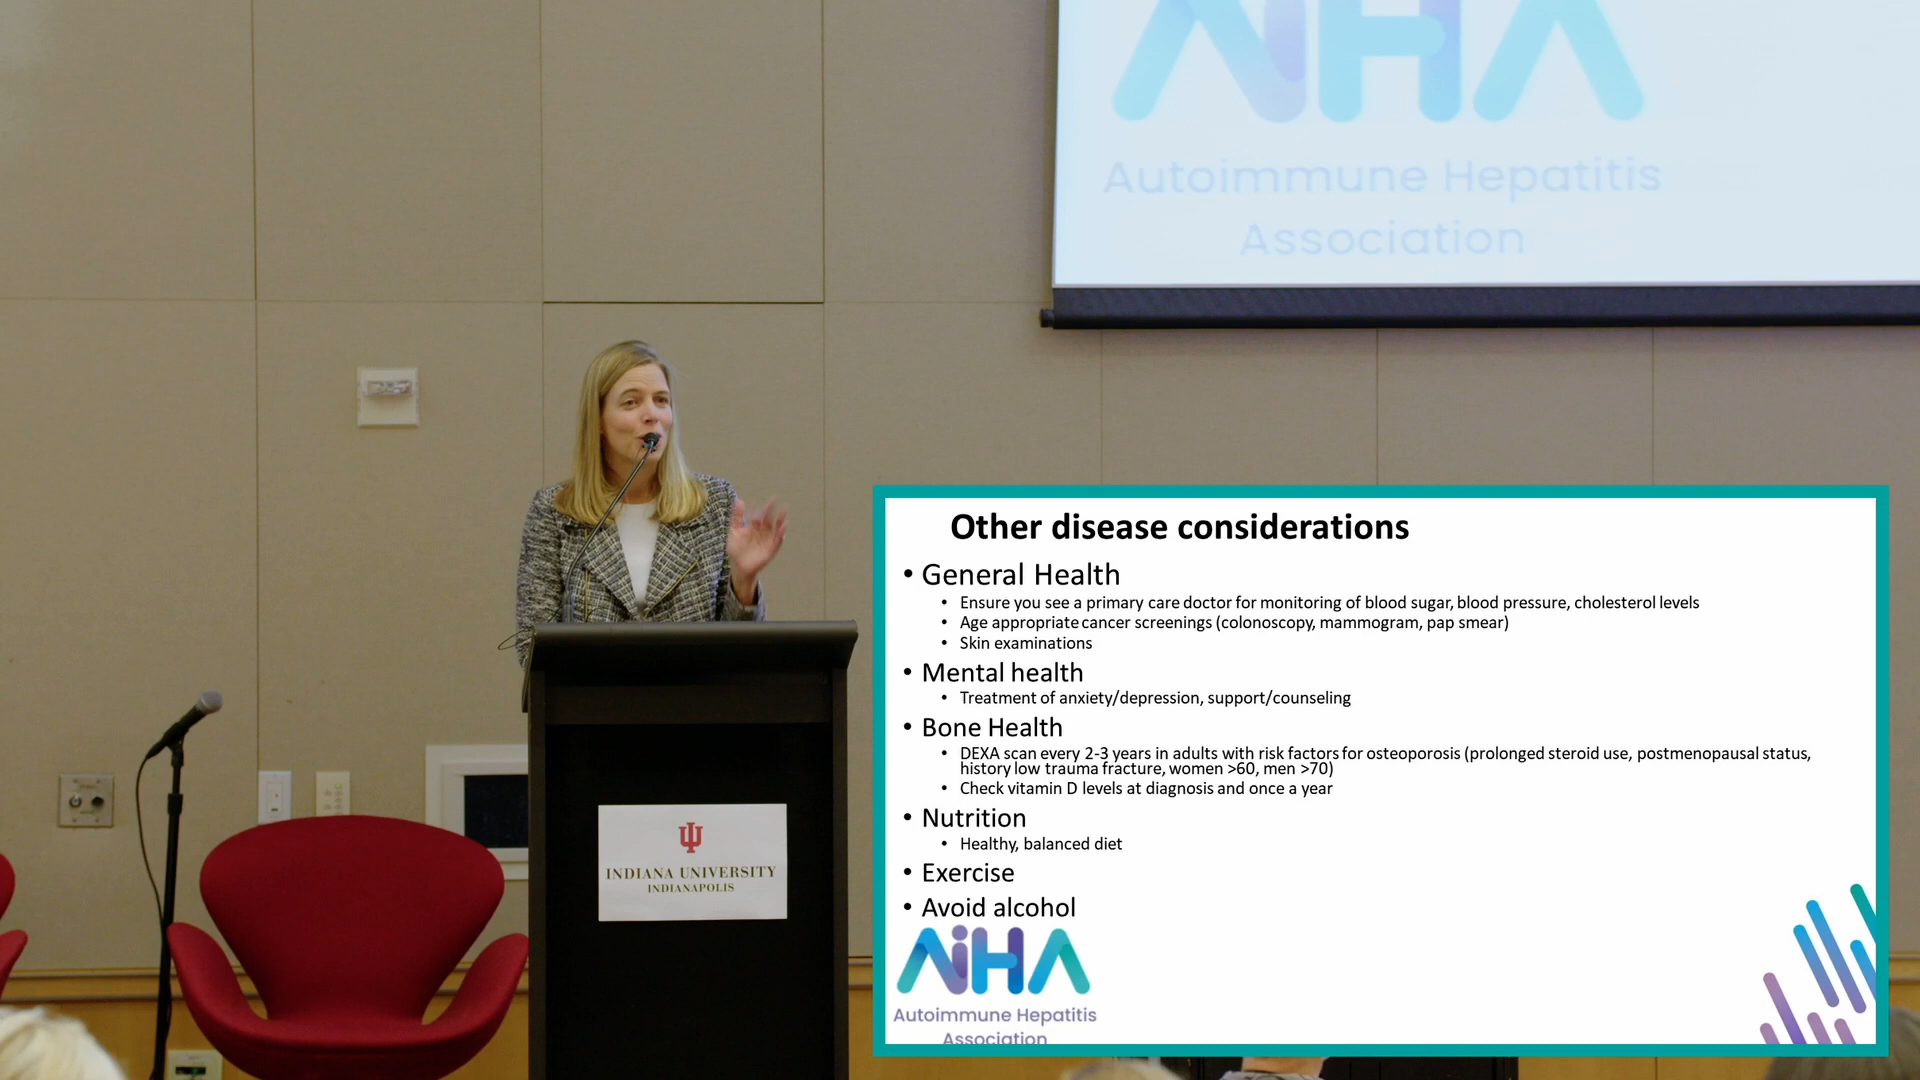 AiHA
Autoimmune Hepatitis
Association
INDIANA UNIVERSITY
INDIANAPOLIS
Other disease considerations
• General Health
• Ensure you see a primary care doctor for monitoring of blood sugar, blood pressure, cholesterol levels
• Age appropriate cancer screenings (colonoscopy, mammogram, pap smear)
• Skin examinations
• Mental health
• Treatment of anxiety/depression, support/counseling
• Bone Health
• DEXA scan every 2-3 years in adults with risk factors for osteoporosis (prolonged steroid use, postmenopausal status,
history low trauma fracture, women >60, men >70)
• Check vitamin D levels at diagnosis and once a year
• Nutrition
• Healthy, balanced diet
• Exercise
• Avoid alcohol
AiHA
Autoimmune Hepatitis
Association